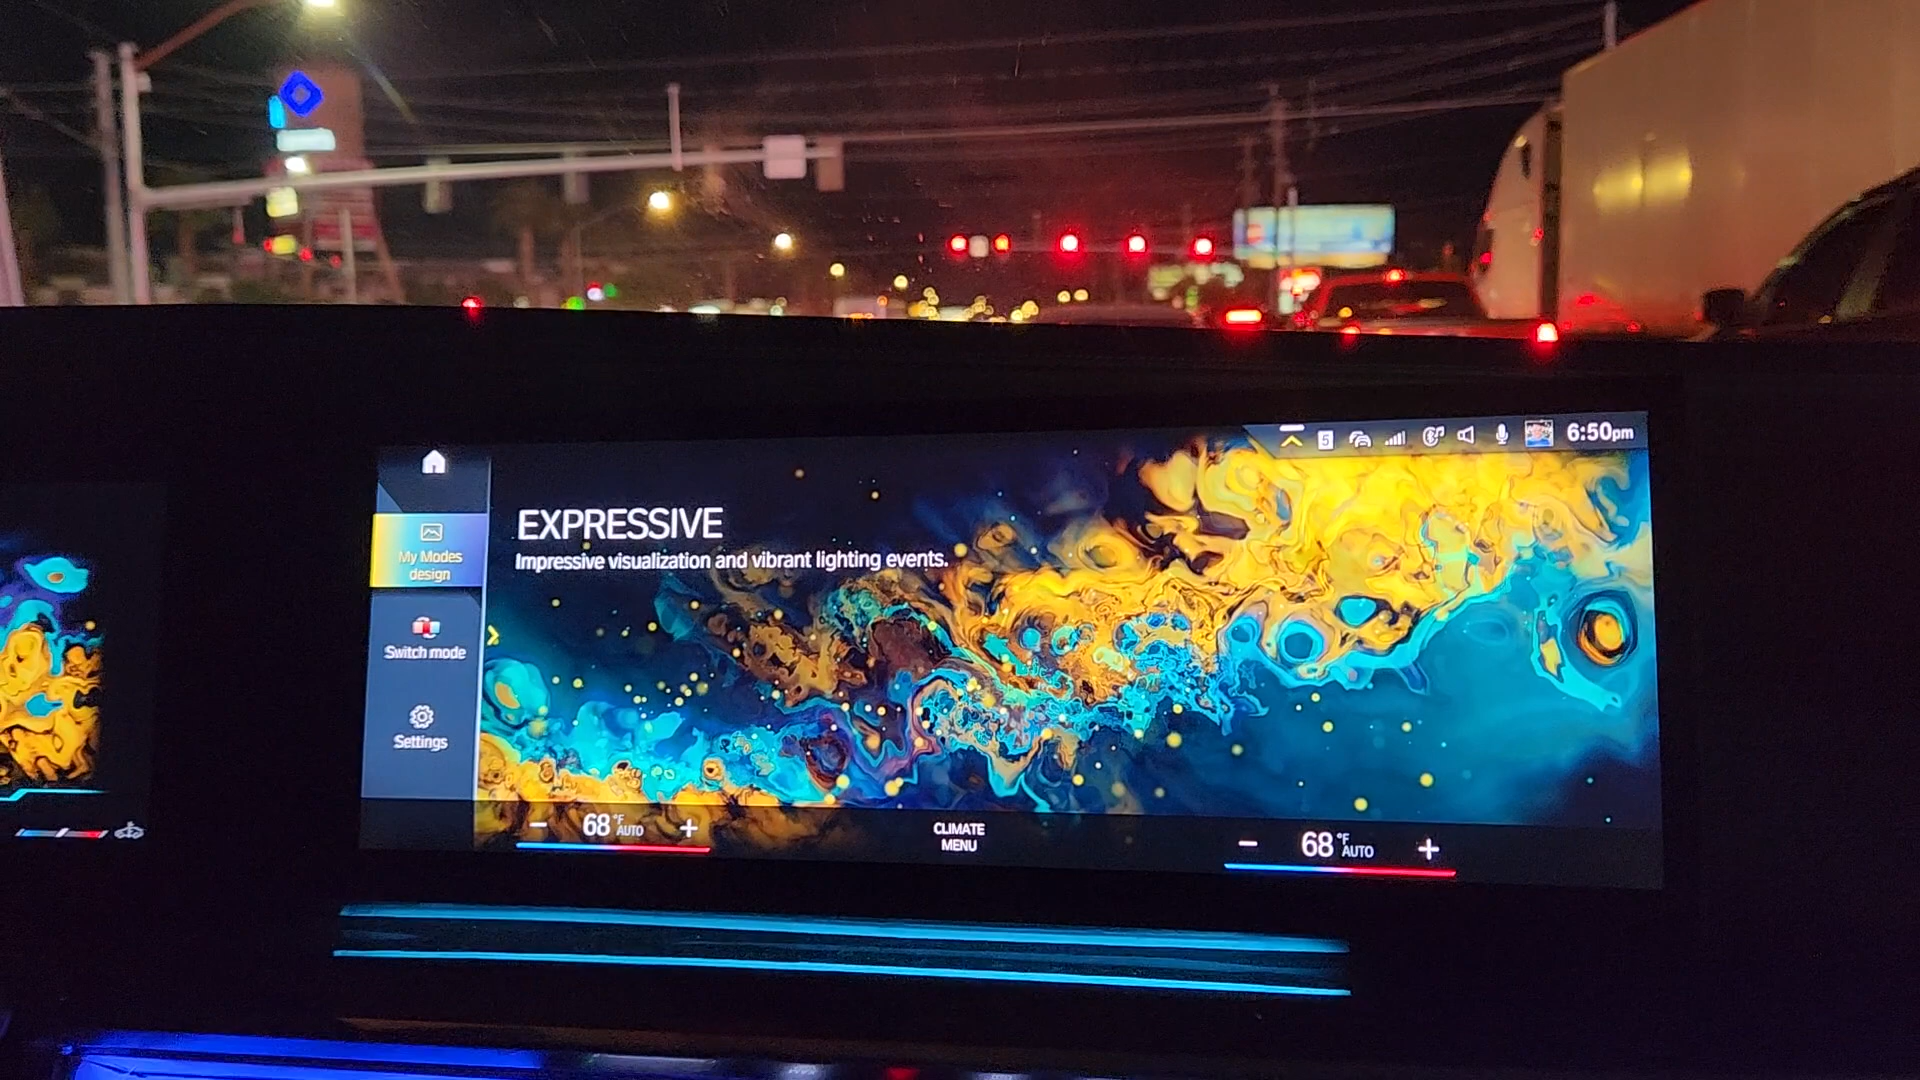 5
6:50pm
EXPRESSIVE
Impressive visualization and vibrant lighting events.
My Modes
design
Switch mode
Settings
68°F
AUTO
CLIMATE
MENU
68°F
AUTO